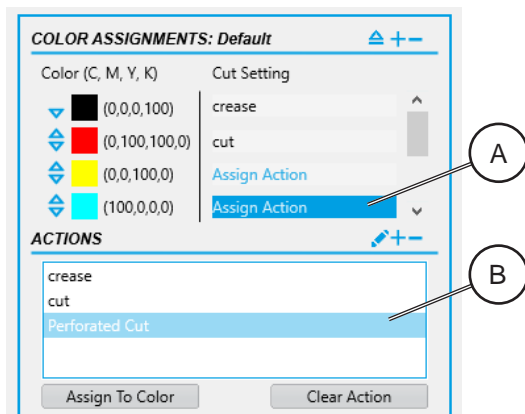 COLOR ASSIGNMENTS: Default
Color (C, M, Y, K) Cut Setting
(0,0,0,100) crease
(0,100,100,0) cut
(0,0,100,0) Assign Action
(100,0,0,0) Assign Action
A
ACTIONS
crease
cut
Perforated Cut
B
Assign To Color Clear Action